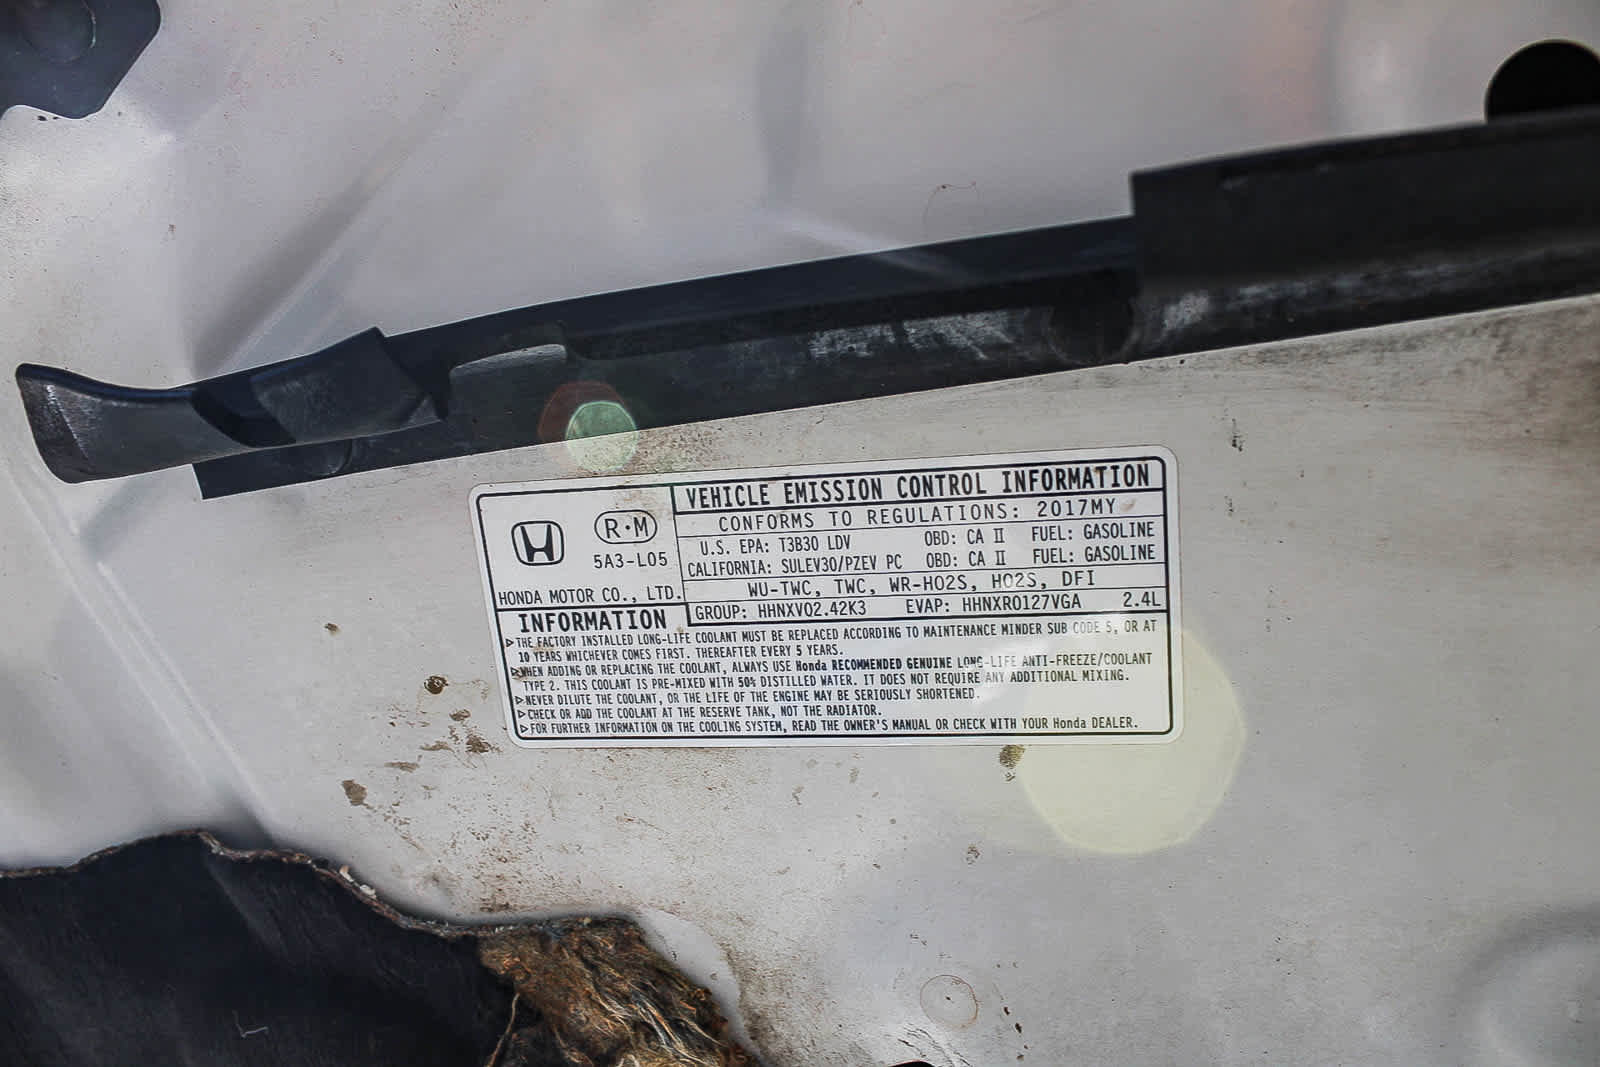 VEHICLE EMISSION CONTROL INFORMATION
CONFORMS TO REGULATIONS: 2017MY
R·M
5A3-L05
HONDA MOTOR CO., LTD.
U.S. EPA: T3B30 LDV OBD: CA II FUEL: GASOLINE
CALIFORNIA: SULEV30/PZEV PC OBD: CA II FUEL: GASOLINE
WU-TWC, TWC, WR-HO2S, HO2S, DFI
GROUP: HHNXV02.42K3 EVAP: HHNXR0127VGA 2.4L
INFORMATION
▷THE FACTORY INSTALLED LONG-LIFE COOLANT MUST BE REPLACED ACCORDING TO MAINTENANCE MINDER SUB CODE 5, OR AT
10 YEARS WHICHEVER COMES FIRST. THEREAFTER EVERY 5 YEARS.
▷WHEN ADDING OR REPLACING THE COOLANT, ALWAYS USE Honda RECOMMENDED GENUINE LONG-LIFE ANTI-FREEZE/COOLANT
TYPE 2. THIS COOLANT IS PRE-MIXED WITH 50% DISTILLED WATER. IT DOES NOT REQUIRE ANY ADDITIONAL MIXING.
▷NEVER DILUTE THE COOLANT, OR THE LIFE OF THE ENGINE MAY BE SERIOUSLY SHORTENED.
▷CHECK OR ADD THE COOLANT AT THE RESERVE TANK, NOT THE RADIATOR.
▷FOR FURTHER INFORMATION ON THE COOLING SYSTEM, READ THE OWNER'S MANUAL OR CHECK WITH YOUR Honda DEALER.